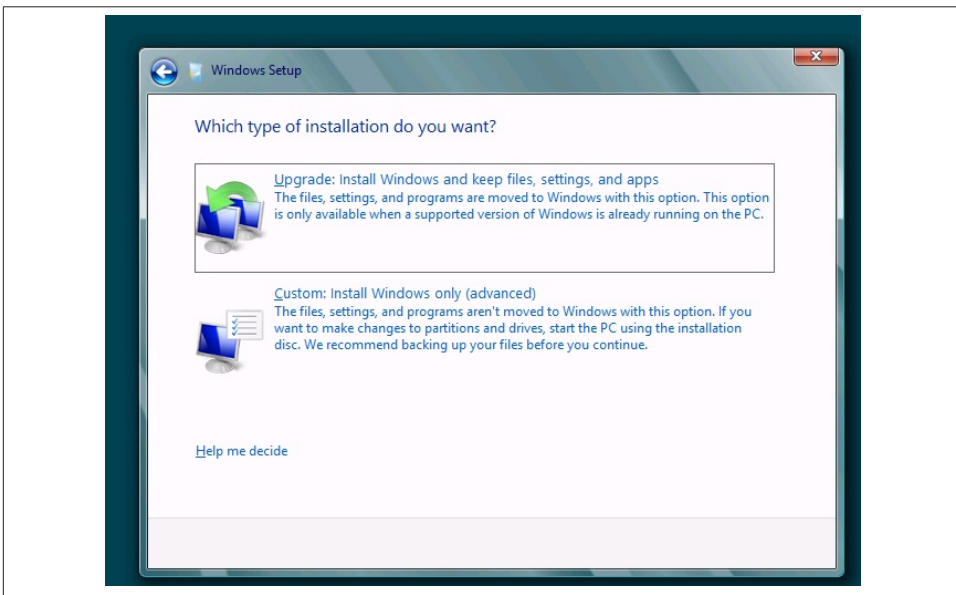 Windows Setup
Which type of installation do you want?
Upgrade: Install Windows and keep files, settings, and apps
The files, settings, and programs are moved to Windows with this option. This option
is only available when a supported version of Windows is already running on the PC.
Custom: Install Windows only (advanced)
The files, settings, and programs aren't moved to Windows with this option. If you
want to make changes to partitions and drives, start the PC using the installation
disc. We recommend backing up your files before you continue.
Help me decide